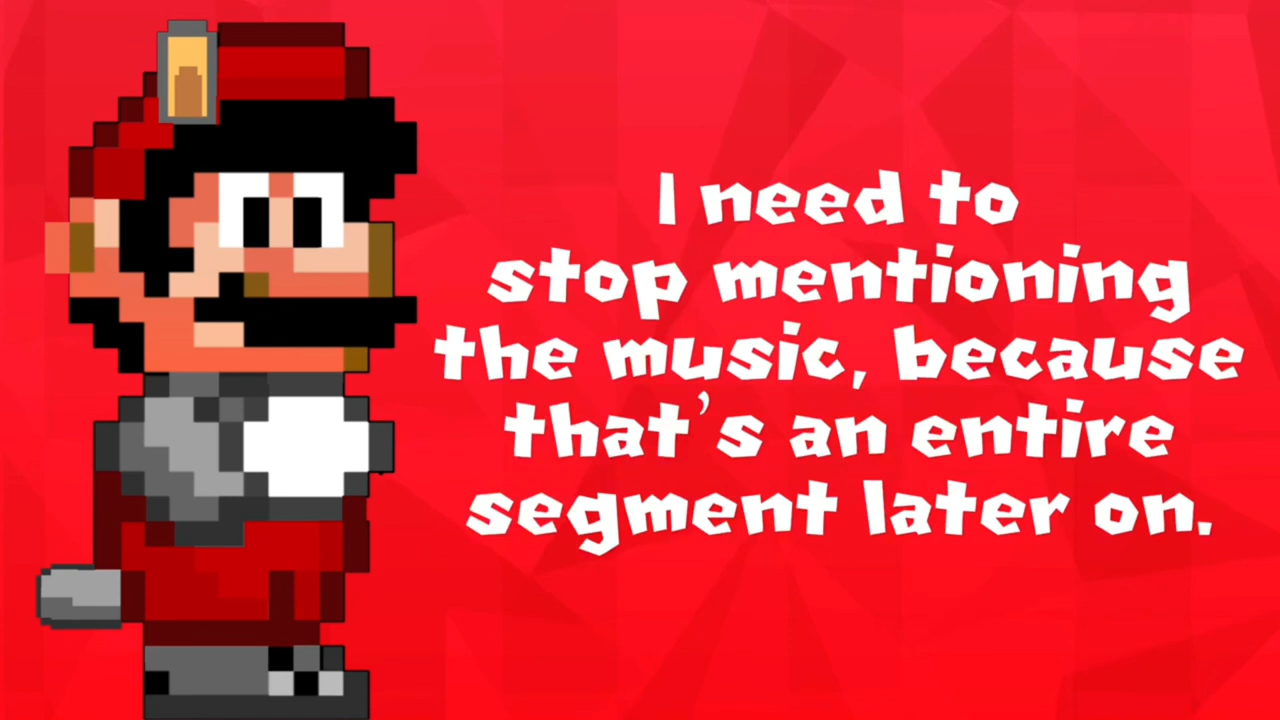 I need to
stop mentioning
the music, because
that's an entire
segment later on.